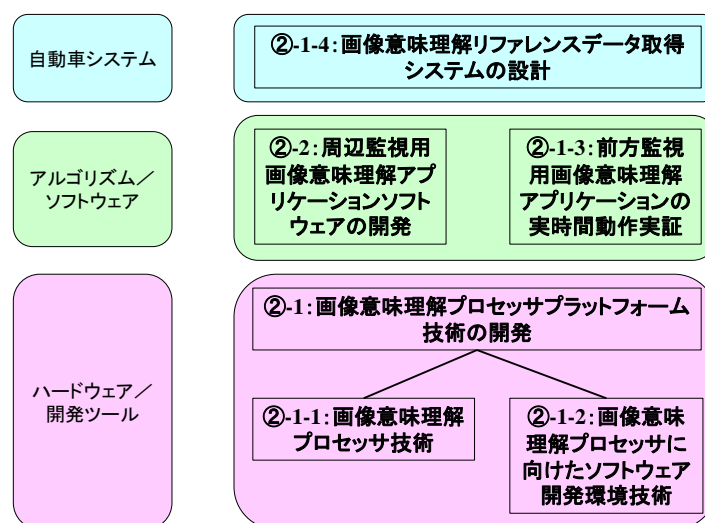 自動車システム
②-1-4：画像意味理解リファレンスデータ取得
システムの設計
アルゴリズム／
ソフトウェア
②-2：周辺監視用
画像意味理解アプ
リケーションソフト
ウェアの開発
②-1-3：前方監視
用画像意味理解
アプリケーションの
実時間動作実証
ハードウェア／
開発ツール
②-1：画像意味理解プロセッサプラットフォーム
技術の開発
②-1-1：画像意味理解
プロセッサ技術
②-1-2：画像意味
理解プロセッサに
向けたソフトウェア
開発環境技術